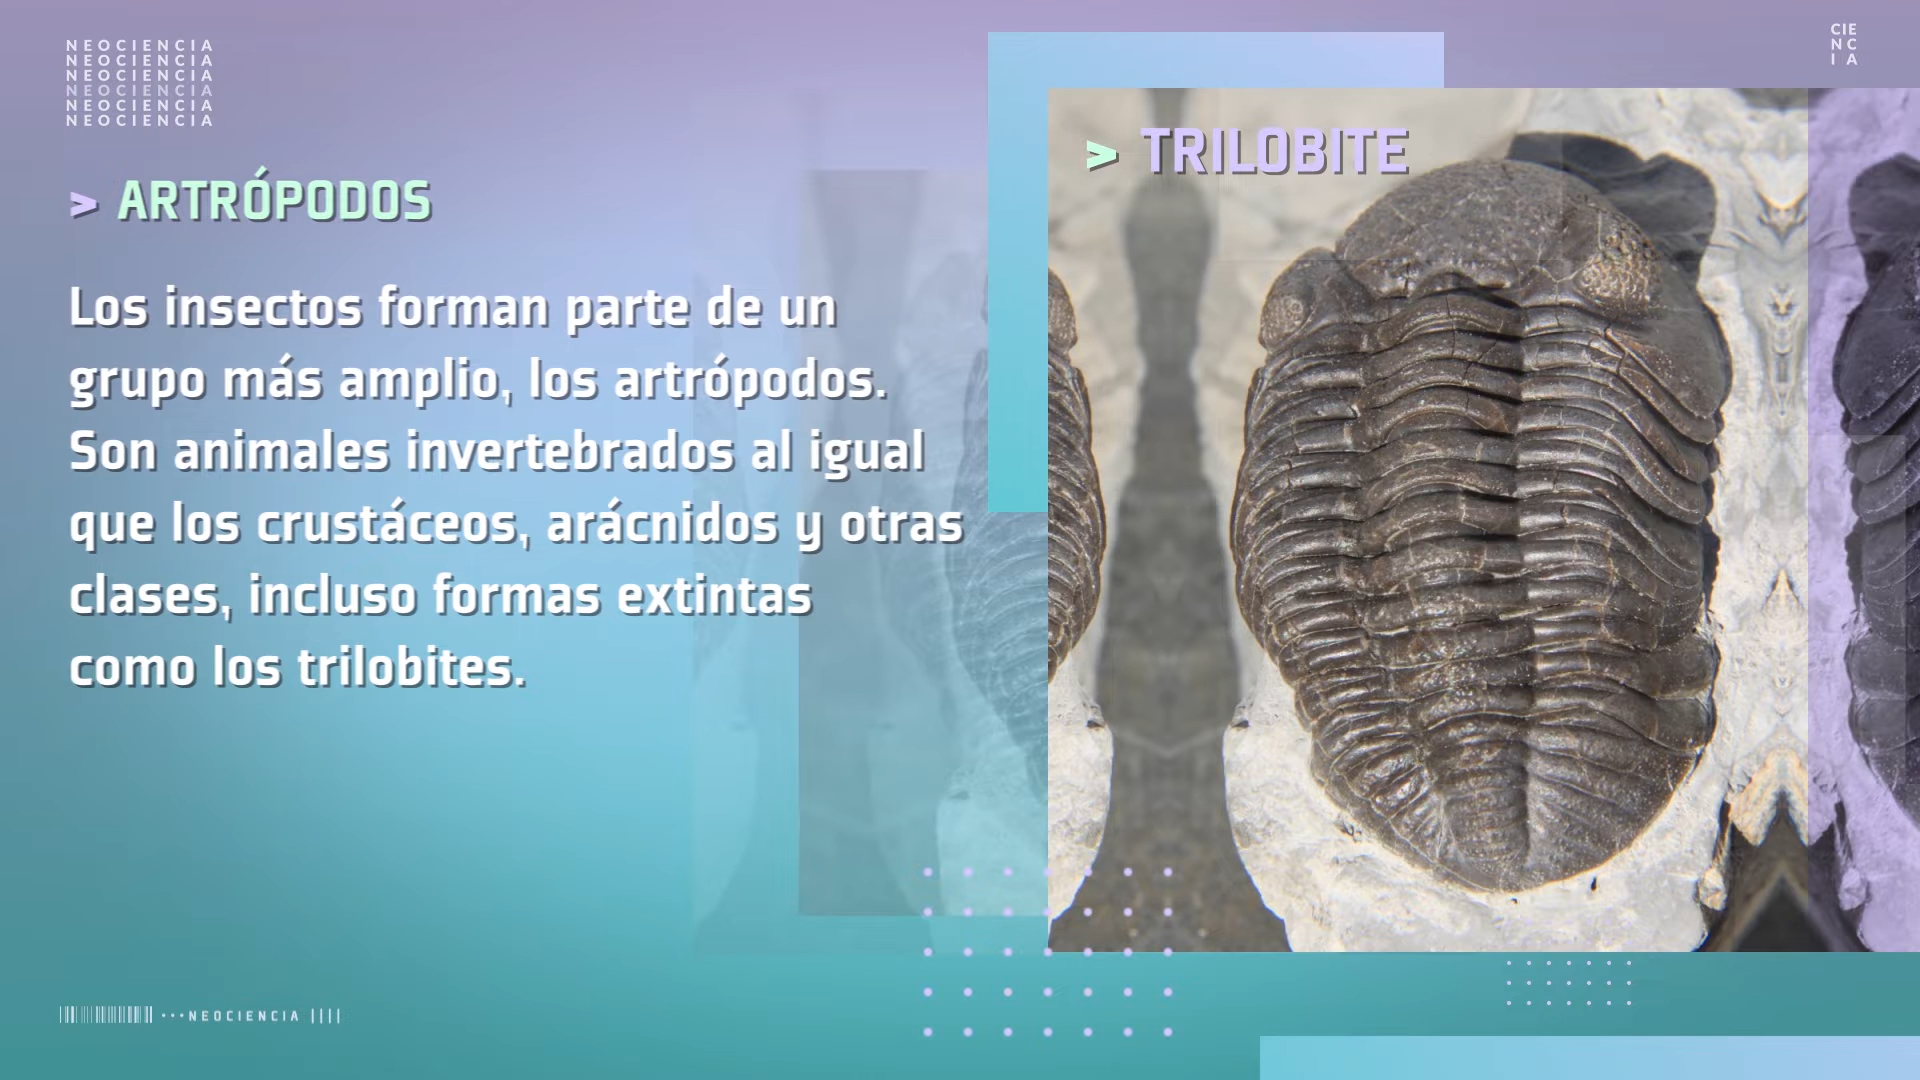 NEOCIENCIA
NEOCIENCIA
NEOCIENCIA
NEOCIENCIA
NEOCIENCIA
NEOCIENCIA
CIE
NC
IA
> ARTRÓPODOS
Los insectos forman parte de un
grupo más amplio, los artrópodos.
Son animales invertebrados al igual
que los crustáceos, arácnidos y otras
clases, incluso formas extintas
como los trilobites.
> TRILOBITE
NEOCIENCIA